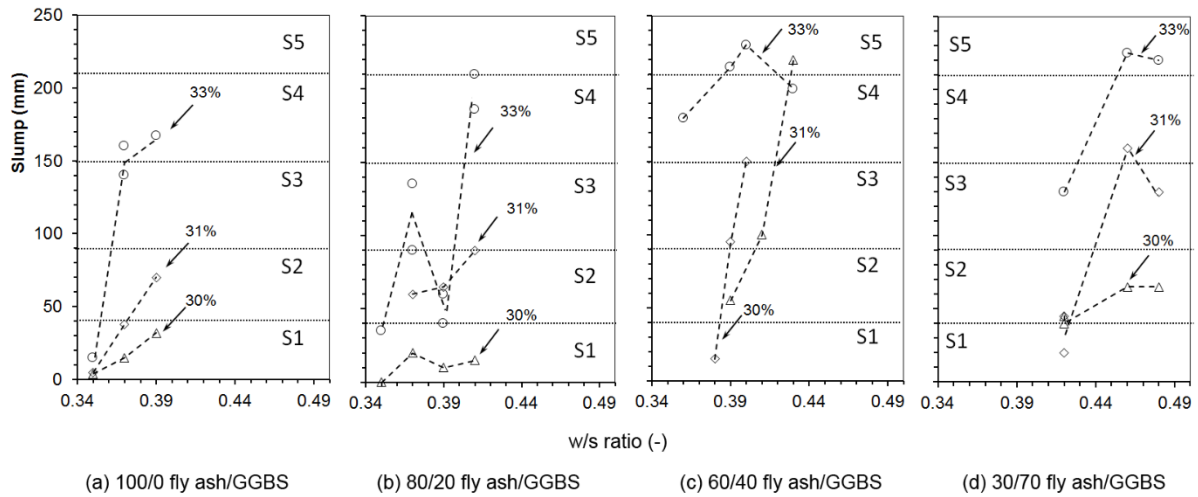 250
200
150
100
50
0
Slump (mm)
S5
S4
S3
S2
S1
33%
31%
30%
0.34 0.39 0.44 0.49
S5
S4
S3
S2
S1
33%
31%
30%
0.34 0.39 0.44 0.49
S5
S4
S3
S2
S1
33%
31%
30%
0.34 0.39 0.44 0.49
S5
S4
S3
S2
S1
33%
31%
30%
0.34 0.39 0.44 0.49
w/s ratio (-)
(a) 100/0 fly ash/GGBS
(b) 80/20 fly ash/GGBS
(c) 60/40 fly ash/GGBS
(d) 30/70 fly ash/GGBS